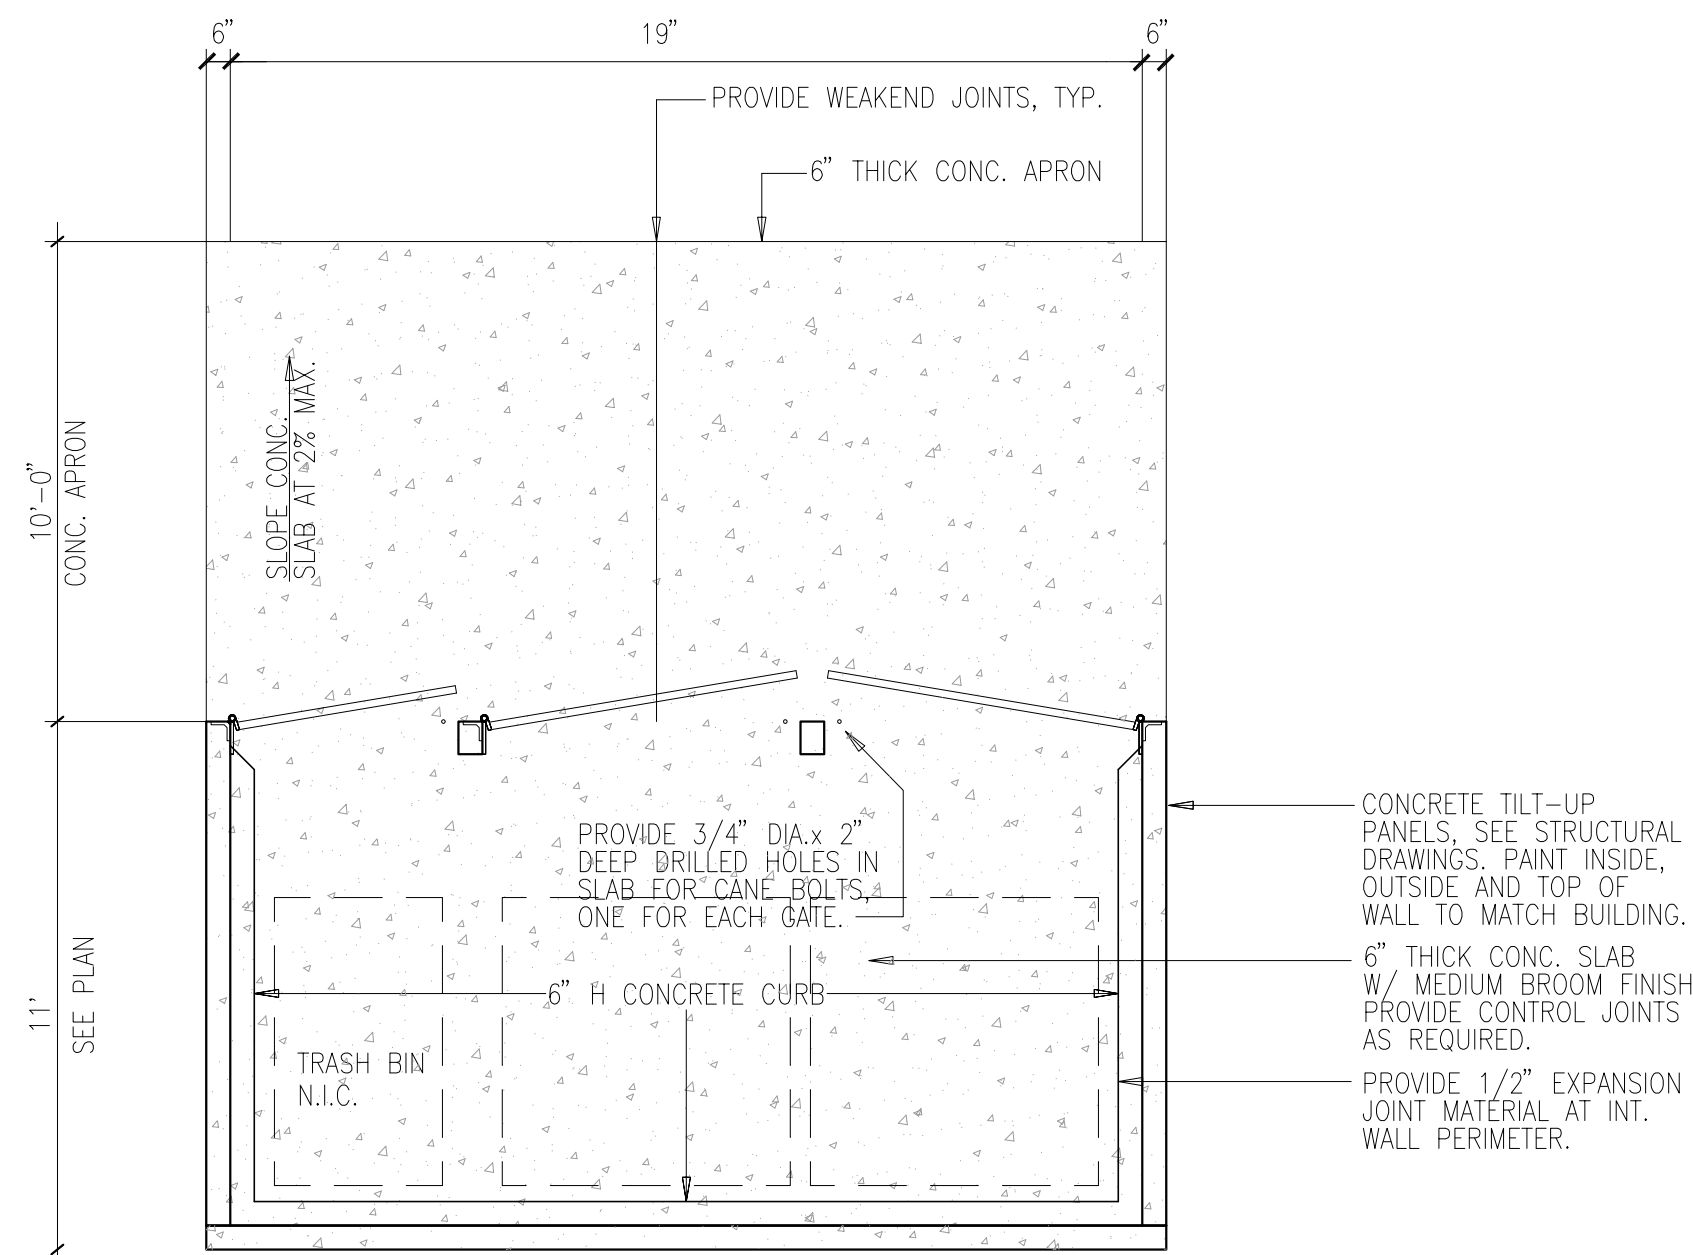 6" 19" 6"
PROVIDE WEAKEND JOINTS, TYP.
6" THICK CONC. APRON
SLOPE CONC.
SLAB AT 2% MAX.
10'-0"
CONC. APRON
PROVIDE 3/4" DIA.x 2"
DEEP DRILLED HOLES IN
SLAB FOR CANE BOLTS,
ONE FOR EACH GATE.
CONCRETE TILT-UP
PANELS, SEE STRUCTURAL
DRAWINGS. PAINT INSIDE,
OUTSIDE AND TOP OF
WALL TO MATCH BUILDING.
6" THICK CONC. SLAB
W/ MEDIUM BROOM FINISH
PROVIDE CONTROL JOINTS
AS REQUIRED.
PROVIDE 1/2" EXPANSION
JOINT MATERIAL AT INT.
WALL PERIMETER.
11'
SEE PLAN
6" H CONCRETE CURB
TRASH BIN
N.I.C.